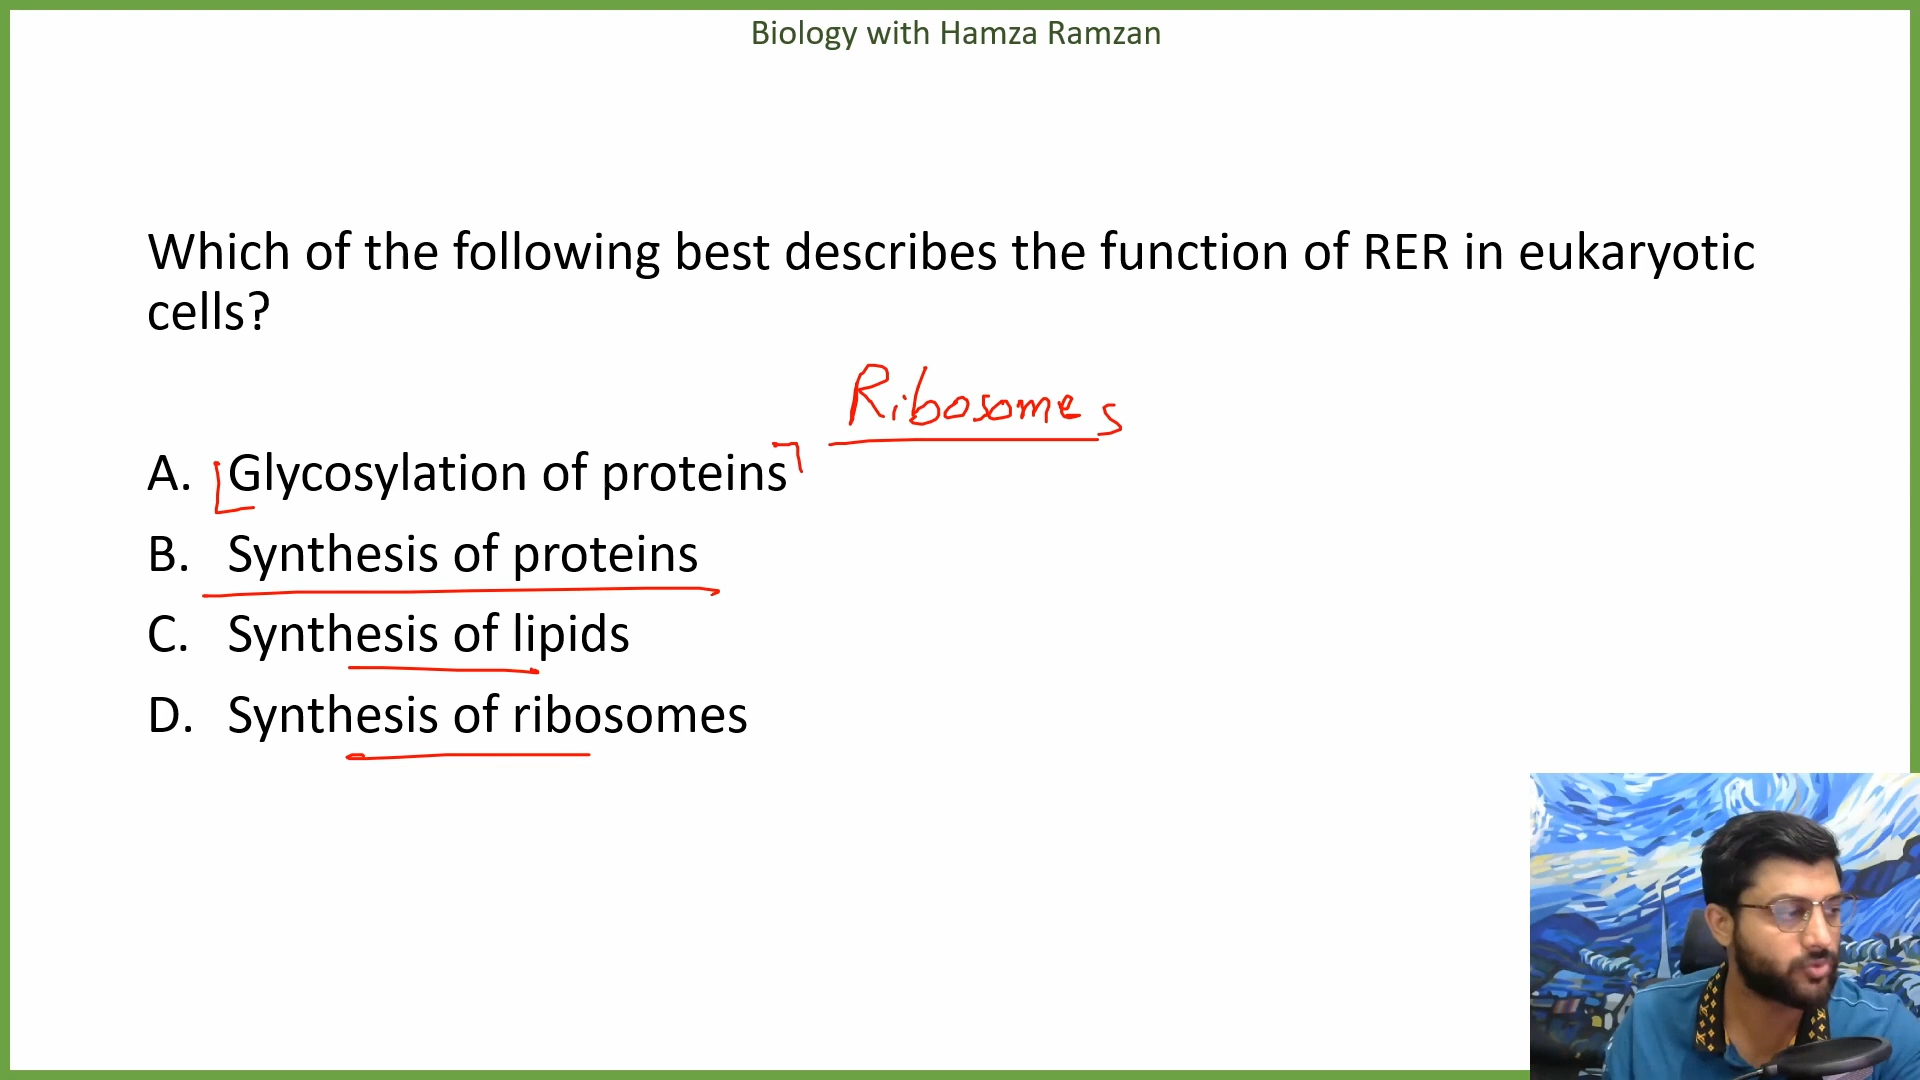 Biology with Hamza Ramzan
Which of the following best describes the function of RER in eukaryotic
cells?
Ribosomes
A. Glycosylation of proteins
B. Synthesis of proteins
C. Synthesis of lipids
D. Synthesis of ribosomes